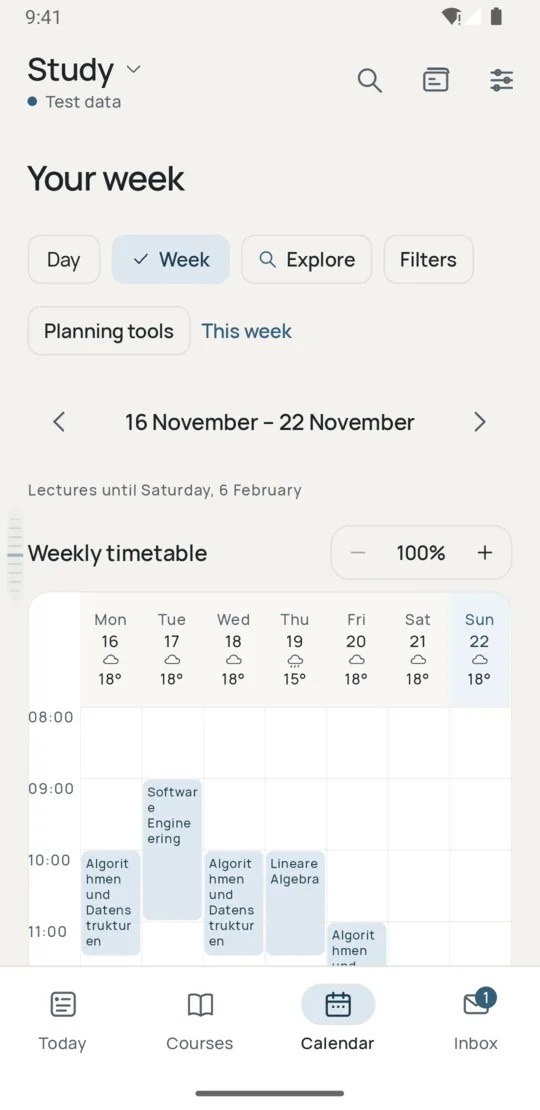 9:41
Study
Test data
Your week
Day
Week
Explore
Filters
Planning tools
This week
16 November – 22 November
Lectures until Saturday, 6 February
Weekly timetable
100%
Mon Tue Wed Thu Fri Sat Sun
16 17 18 19 20 21 22
18° 18° 18° 15° 18° 18° 18°
08:00
09:00
Softwar
e
Engine
ering
10:00
Algorit
hmen
und
Datens
truktur
en
Algorit
hmen
und
Datens
truktur
en
Lineare
Algebra
11:00
Algorit
hmen
und
Today
Courses
Calendar
1
Inbox